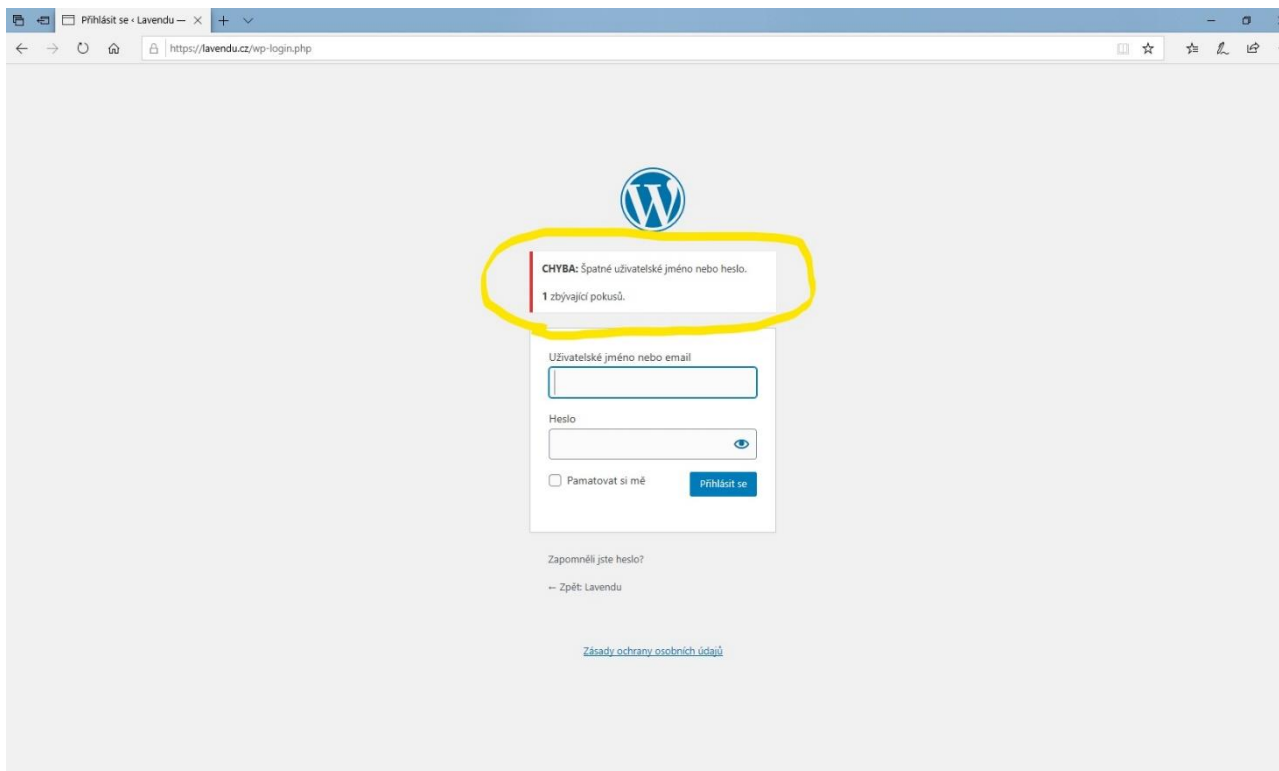 Přihlásit se ‹ Lavendu —
https://lavendu.cz/wp-login.php
CHYBA: Špatné uživatelské jméno nebo heslo.
1 zbývající pokusů.
Uživatelské jméno nebo email
Heslo
Pamatovat si mě
Přihlásit se
Zapomněli jste heslo?
← Zpět: Lavendu
Zásady ochrany osobních údajů